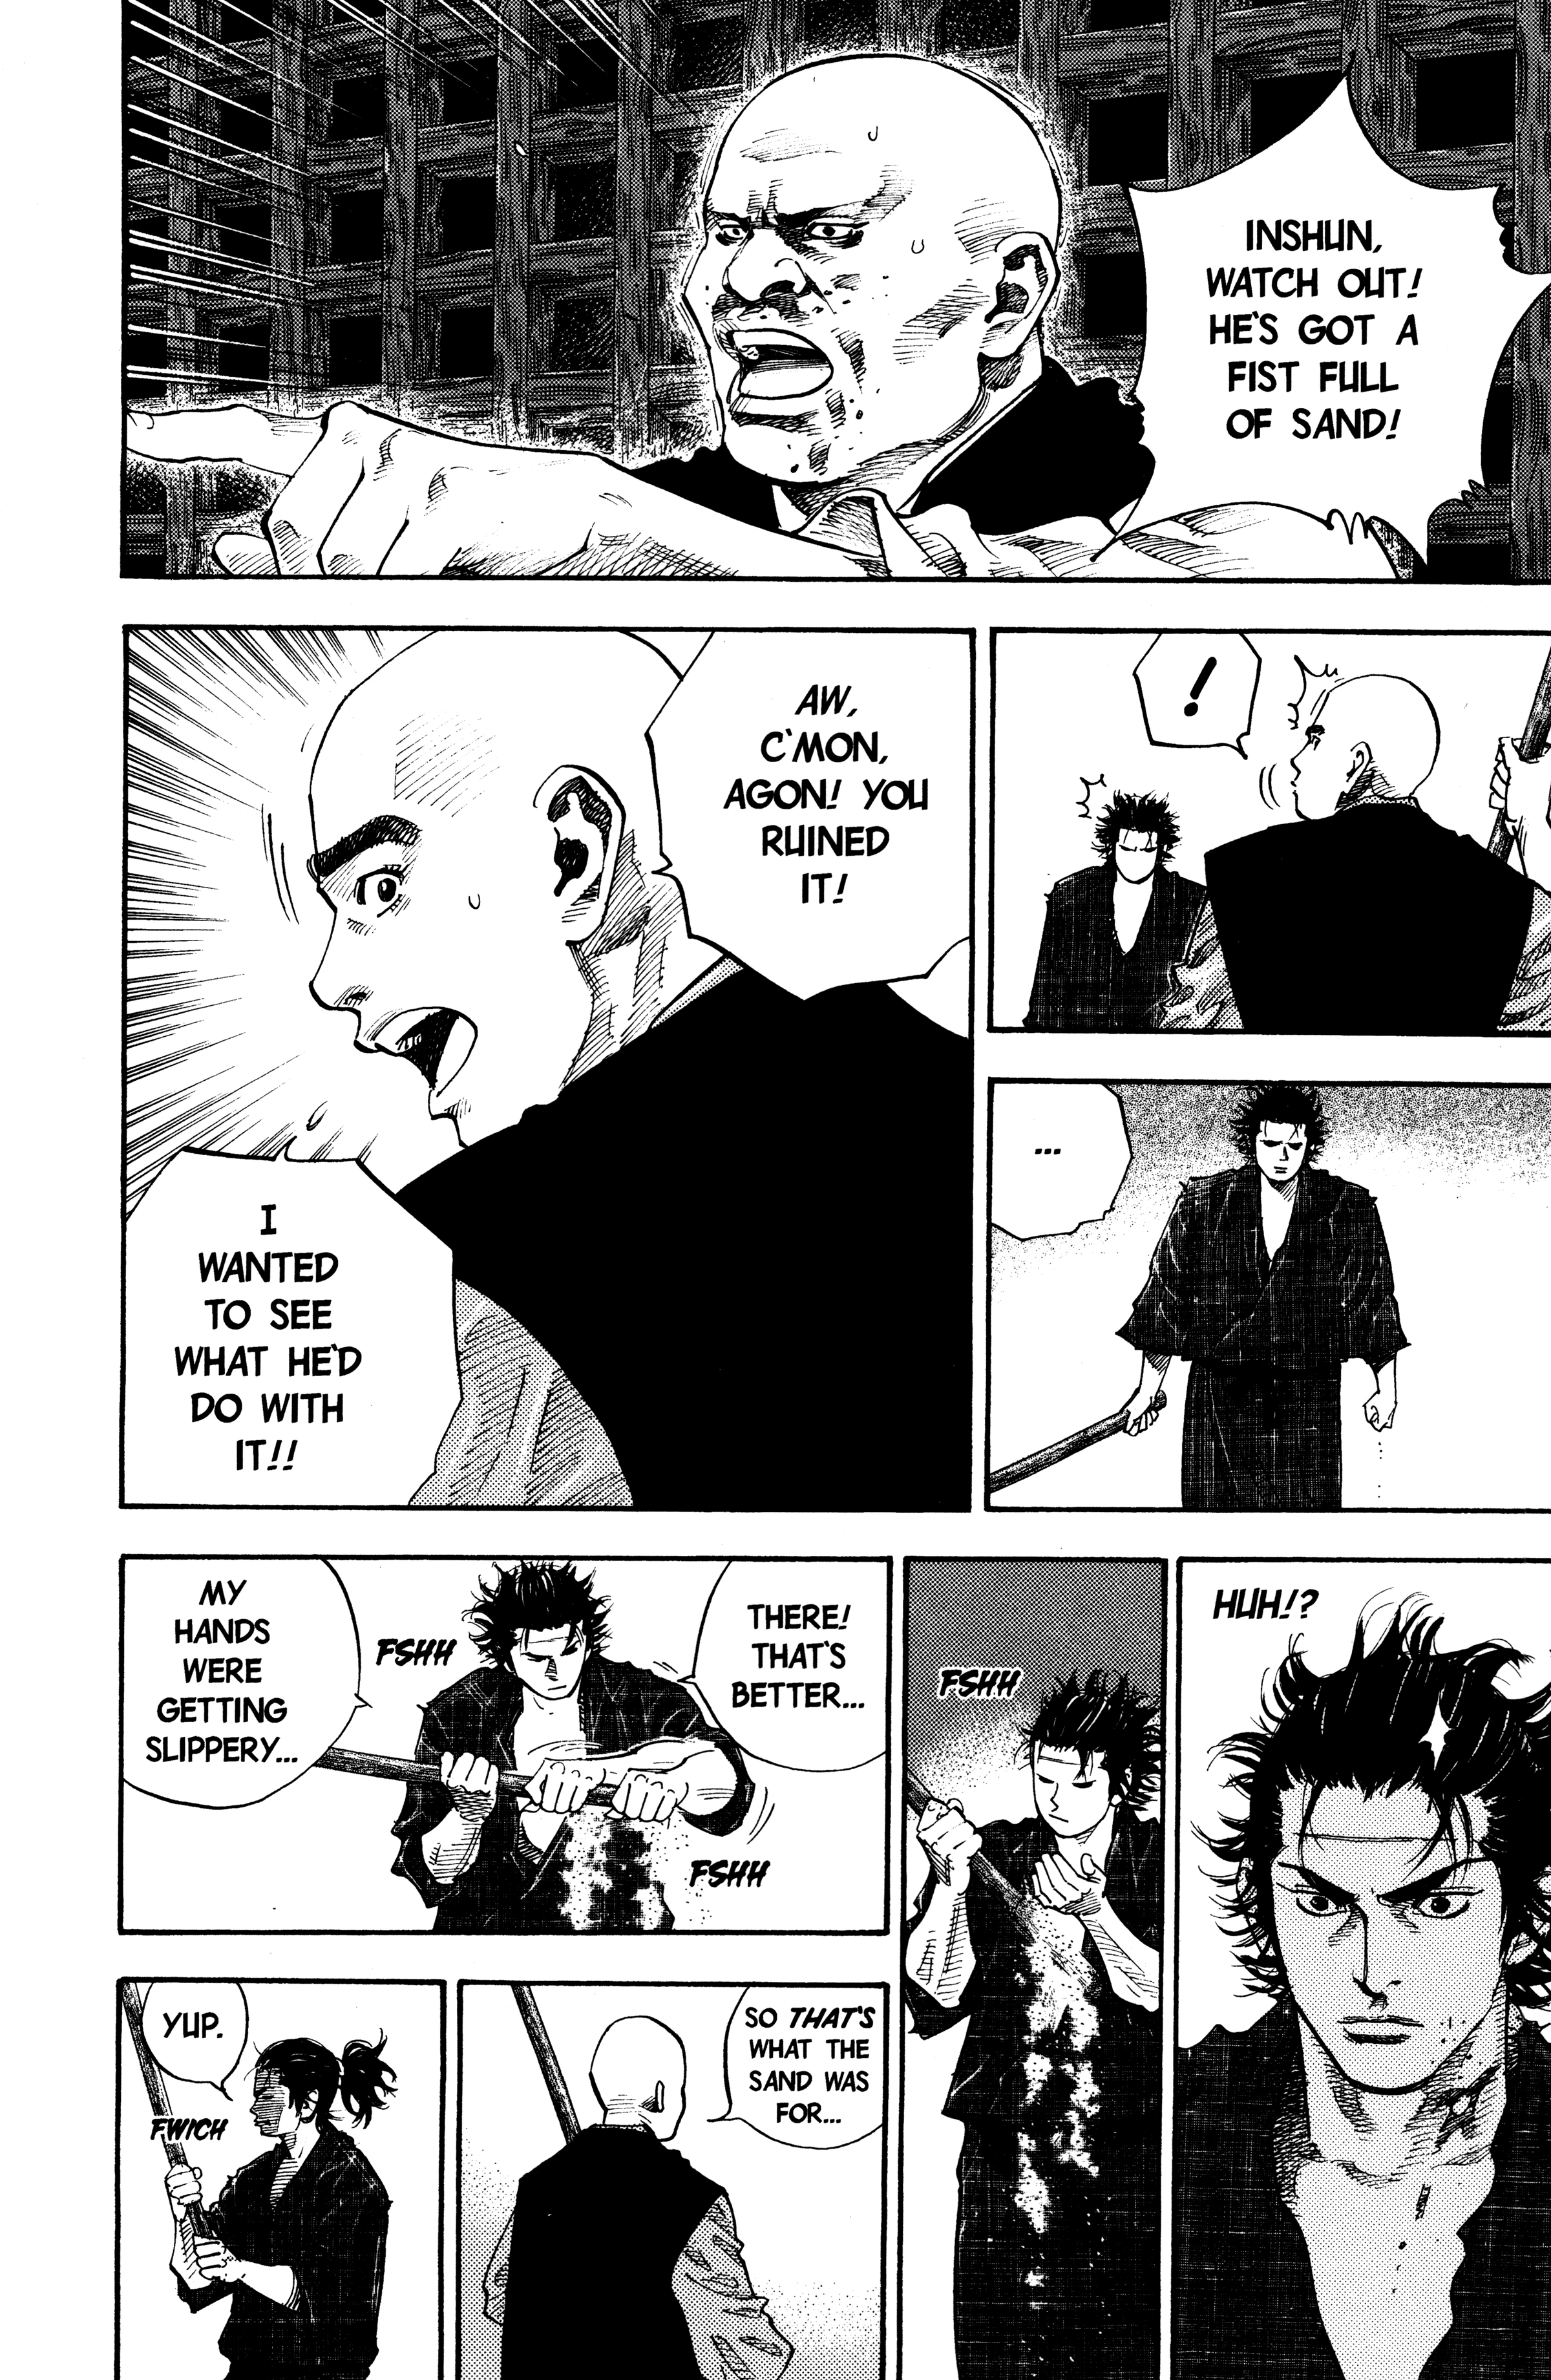 INSHUN,
WATCH OUT!
HE'S GOT A
FIST FULL
OF SAND!
!
...
AW,
C'MON,
AGON! YOU
RUINED
IT!
I
WANTED
TO SEE
WHAT HE'D
DO WITH
IT!!
HUH!?
FSHH
THERE!
THAT'S
BETTER...
FSHH
FSHH
MY
HANDS
WERE
GETTING
SLIPPERY...
SO THAT'S
WHAT THE
SAND WAS
FOR...
YUP.
FWICH